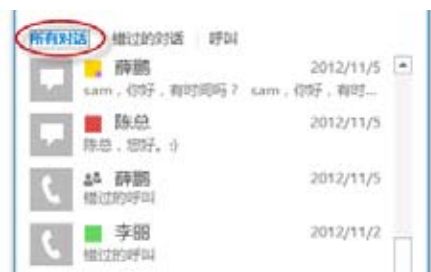 所有对话 错过的对话 呼叫
薛鹏 2012/11/5
sam,你好,有时间吗? sam,你好,有时...
陈总 2012/11/5
陈总,您好。:)
薛鹏 2012/11/5
错过的呼叫
李丽 2012/11/2
错过的呼叫